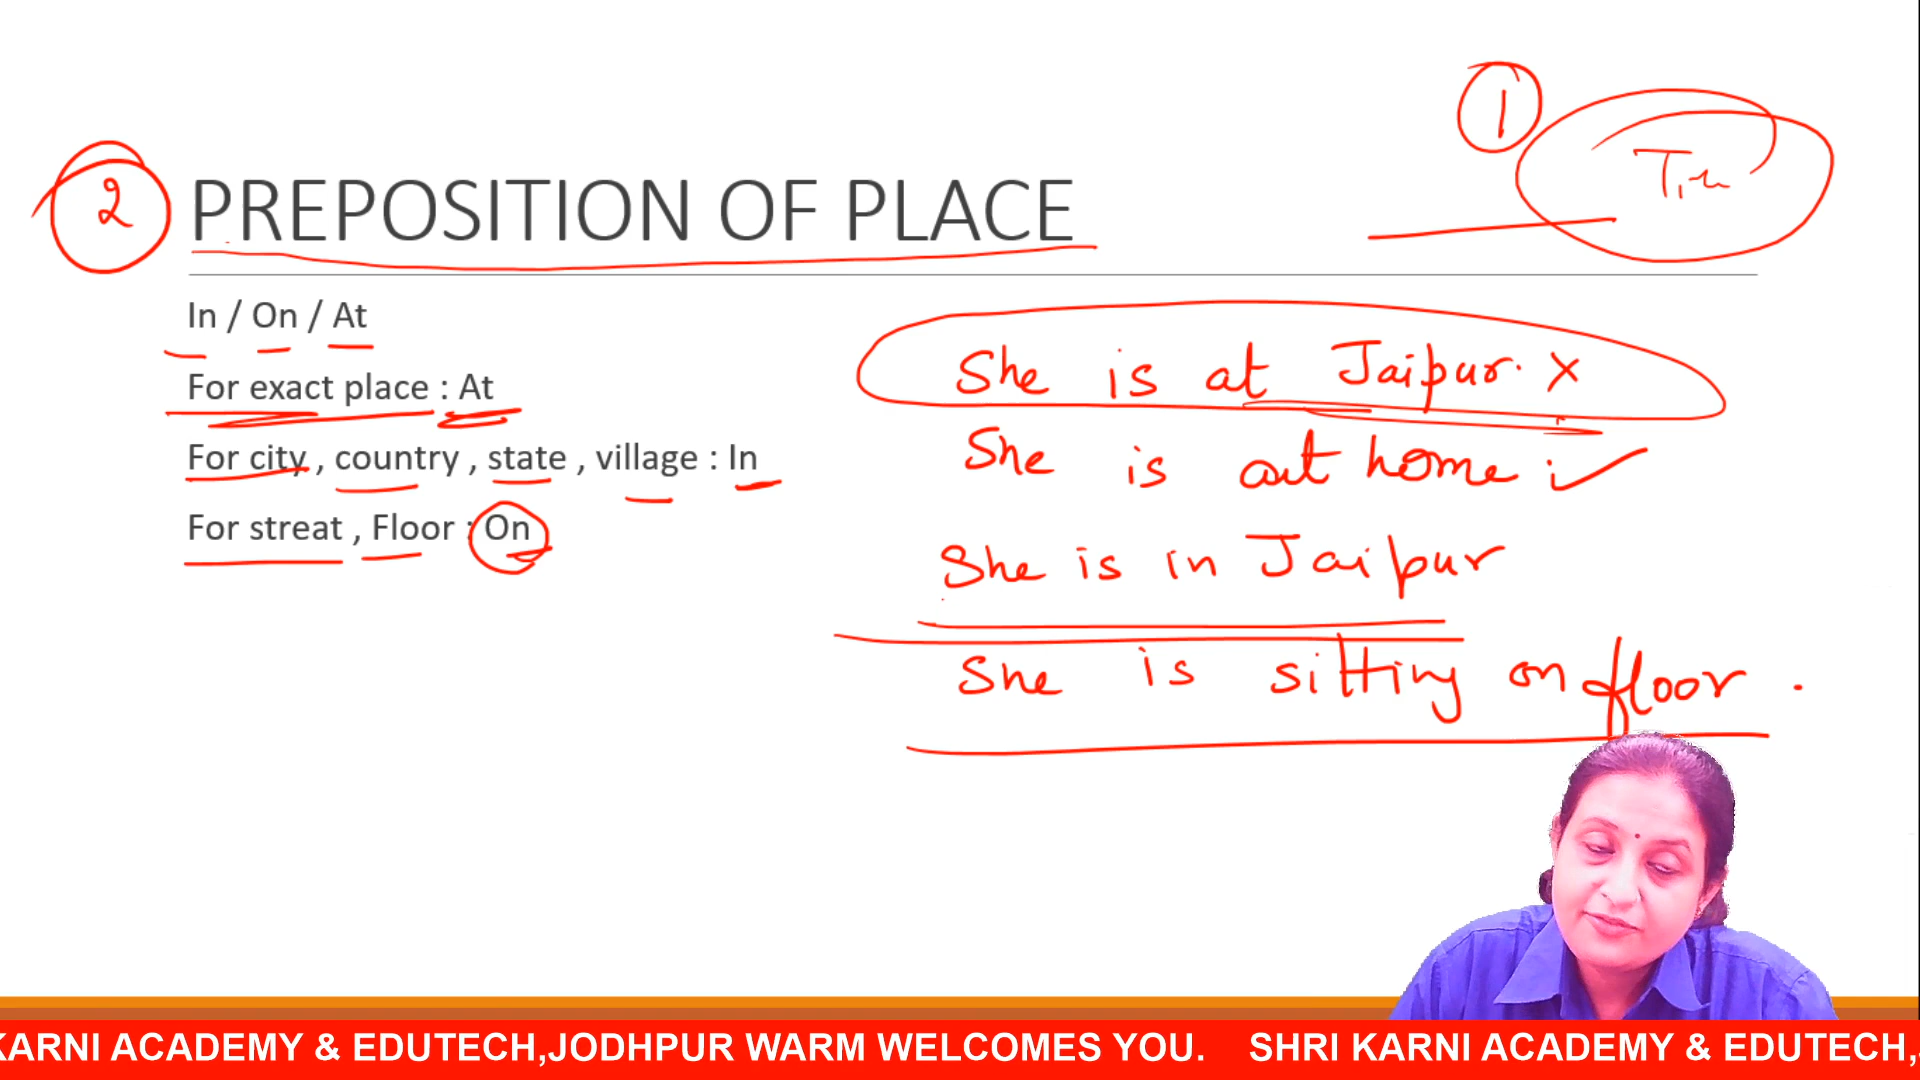 1
2
PREPOSITION OF PLACE
In / On / At
For exact place : At
For city , country , state , village : In
For streat , Floor : On
She is at Jaipur. X
She is at home
She is in Jaipur
She is sitting on floor.
KARNI ACADEMY & EDUTECH,JODHPUR WARM WELCOMES YOU. SHRI KARNI ACADEMY & EDUTECH,